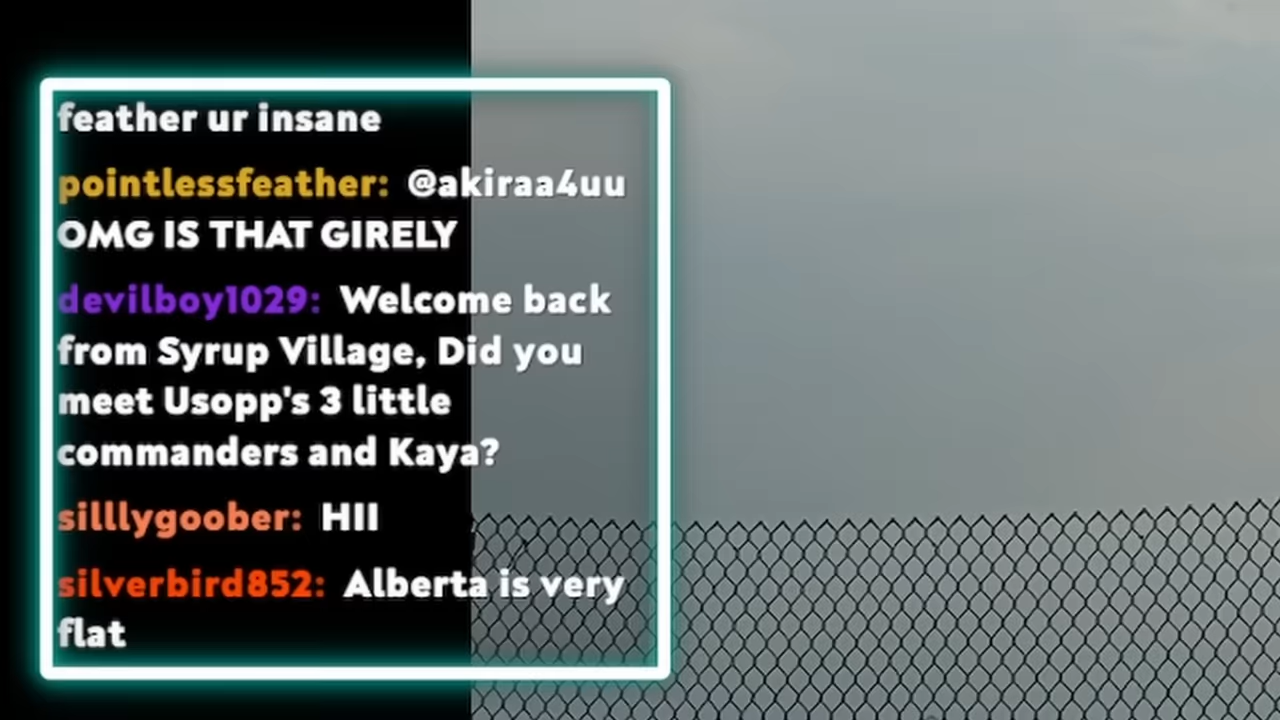 feather ur insane
pointlessfeather: @akiraa4uu
OMG IS THAT GIRELY
devilboy1029: Welcome back
from Syrup Village, Did you
meet Usopp's 3 little
commanders and Kaya?
silllygoober: HII
silverbird852: Alberta is very
flat